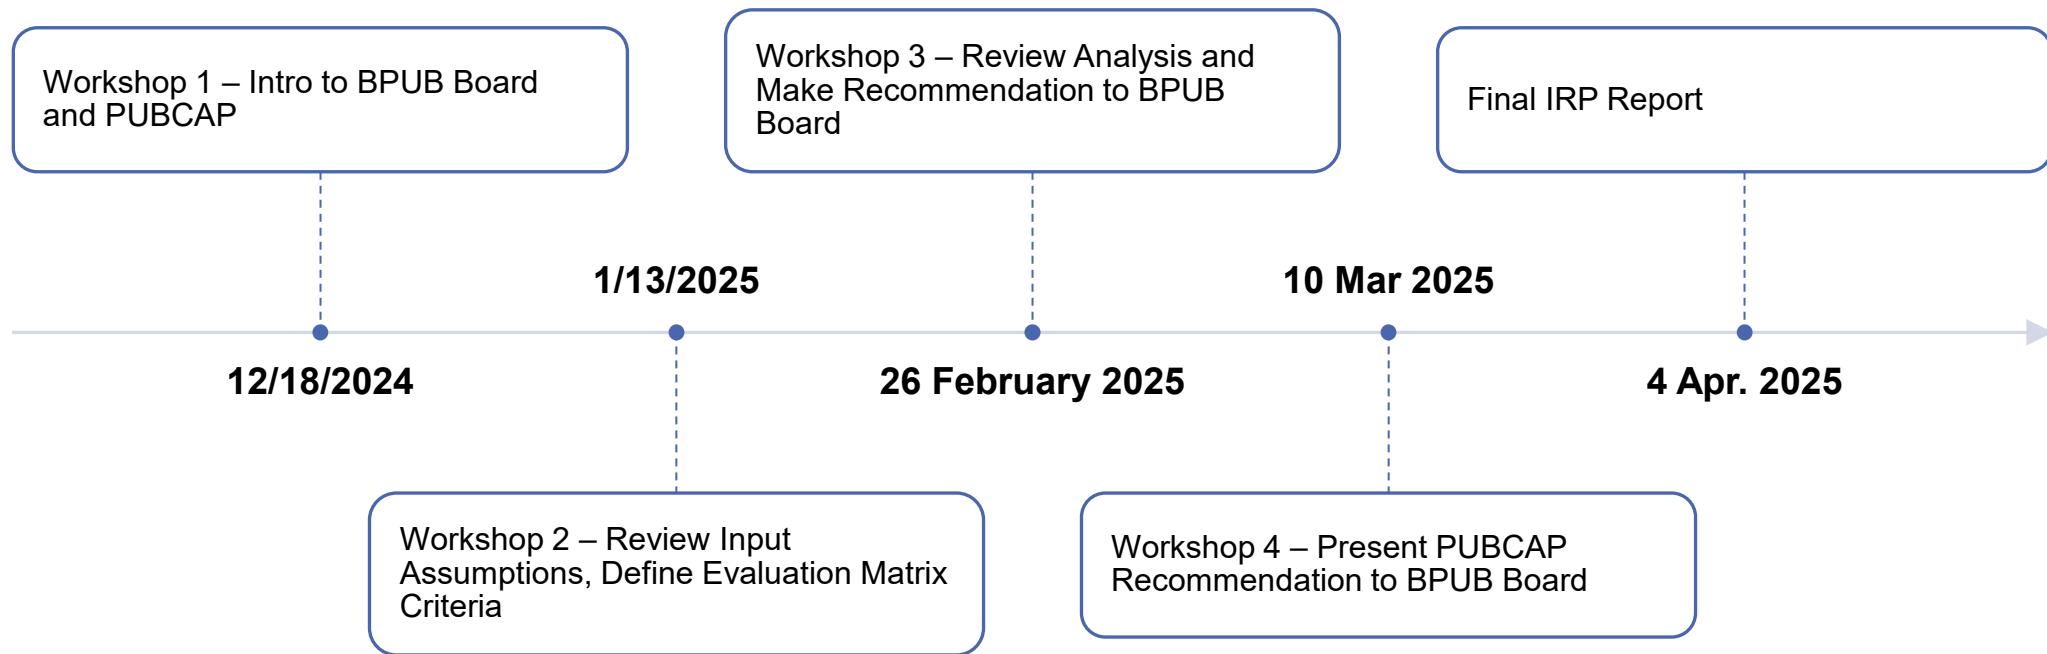 Workshop 1 – Intro to BPUB Board
and PUBCAP
Workshop 3 – Review Analysis and
Make Recommendation to BPUB
Board
Final IRP Report
1/13/2025
10 Mar 2025
12/18/2024
26 February 2025
4 Apr. 2025
Workshop 2 – Review Input
Assumptions, Define Evaluation Matrix
Criteria
Workshop 4 – Present PUBCAP
Recommendation to BPUB Board